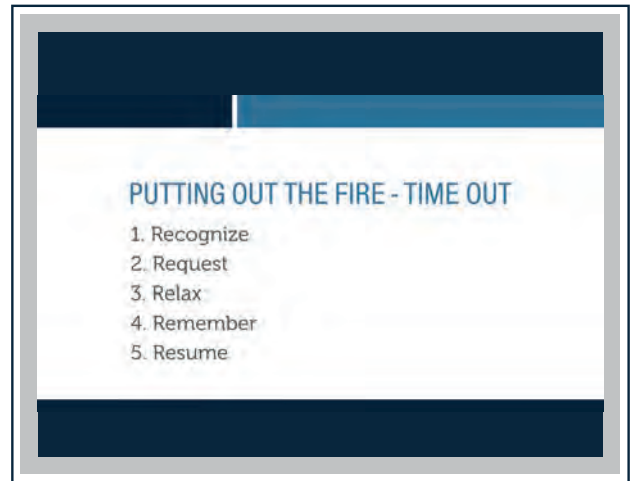 PUTTING OUT THE FIRE - TIME OUT
1. Recognize
2. Request
3. Relax
4. Remember
5. Resume